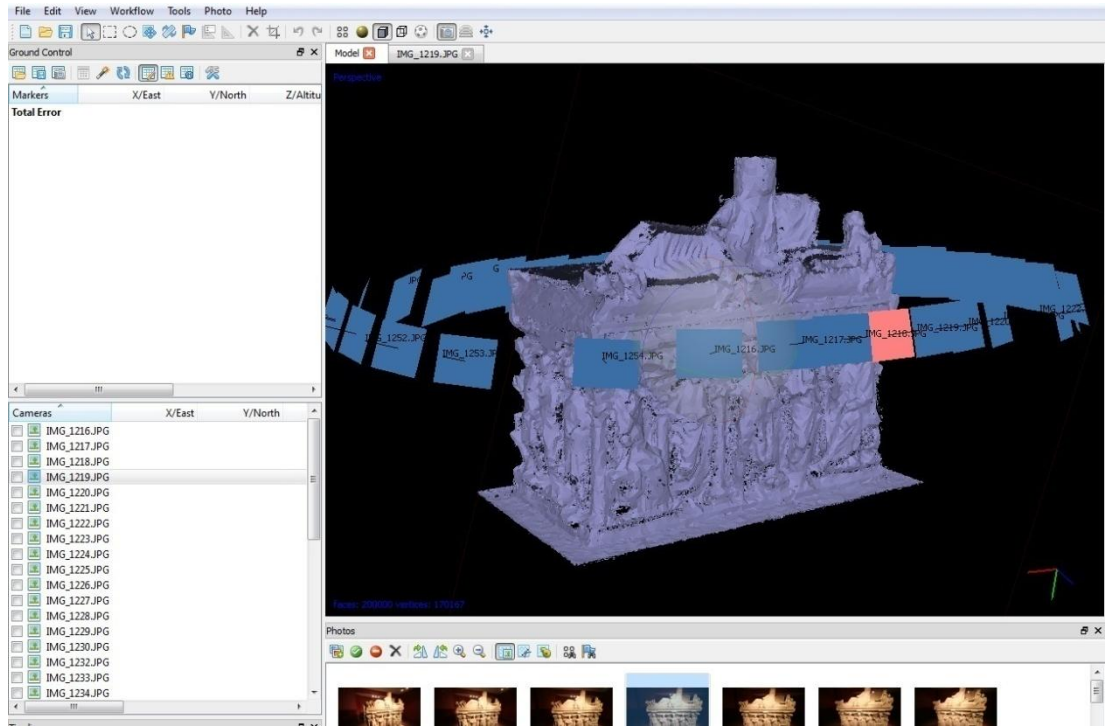 File Edit View Workflow Tools Photo Help
Ground Control
Markers X/East Y/North Z/Altitu
Total Error
Cameras X/East Y/North
IMG_1216.JPG
IMG_1217.JPG
IMG_1218.JPG
IMG_1219.JPG
IMG_1220.JPG
IMG_1221.JPG
IMG_1222.JPG
IMG_1223.JPG
IMG_1224.JPG
IMG_1225.JPG
IMG_1226.JPG
IMG_1227.JPG
IMG_1228.JPG
IMG_1229.JPG
IMG_1230.JPG
IMG_1232.JPG
IMG_1233.JPG
IMG_1234.JPG
Model IMG_1219.JPG
Perspective
IMG_1252.JPG
IMG_1253.JP
IMG_1254.JPG
IMG_1216.JPG
IMG_1217.JPG
IMG_1218.JPG
IMG_1219.JPG
IMG_1220
IMG_1222
Faces: 200000 vertices: 170167
Photos